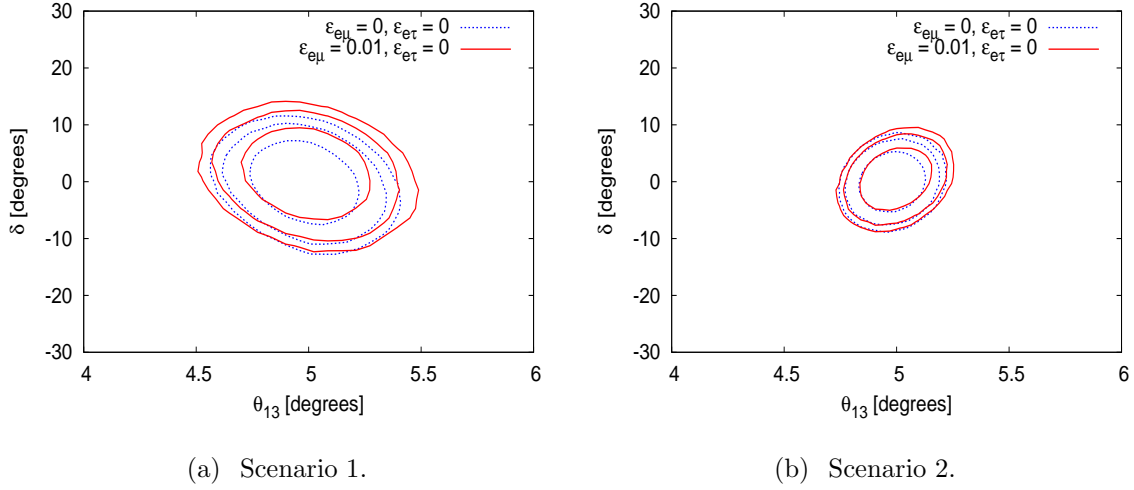 30
20
10
0
-10
-20
-30
4
4.5
5
5.5
6
δ [degrees]
θ13 [degrees]
εeμ = 0, εeτ = 0
εeμ = 0.01, εeτ = 0
(a) Scenario 1.
30
20
10
0
-10
-20
-30
4
4.5
5
5.5
6
δ [degrees]
θ13 [degrees]
εeμ = 0, εeτ = 0
εeμ = 0.01, εeτ = 0
(b) Scenario 2.